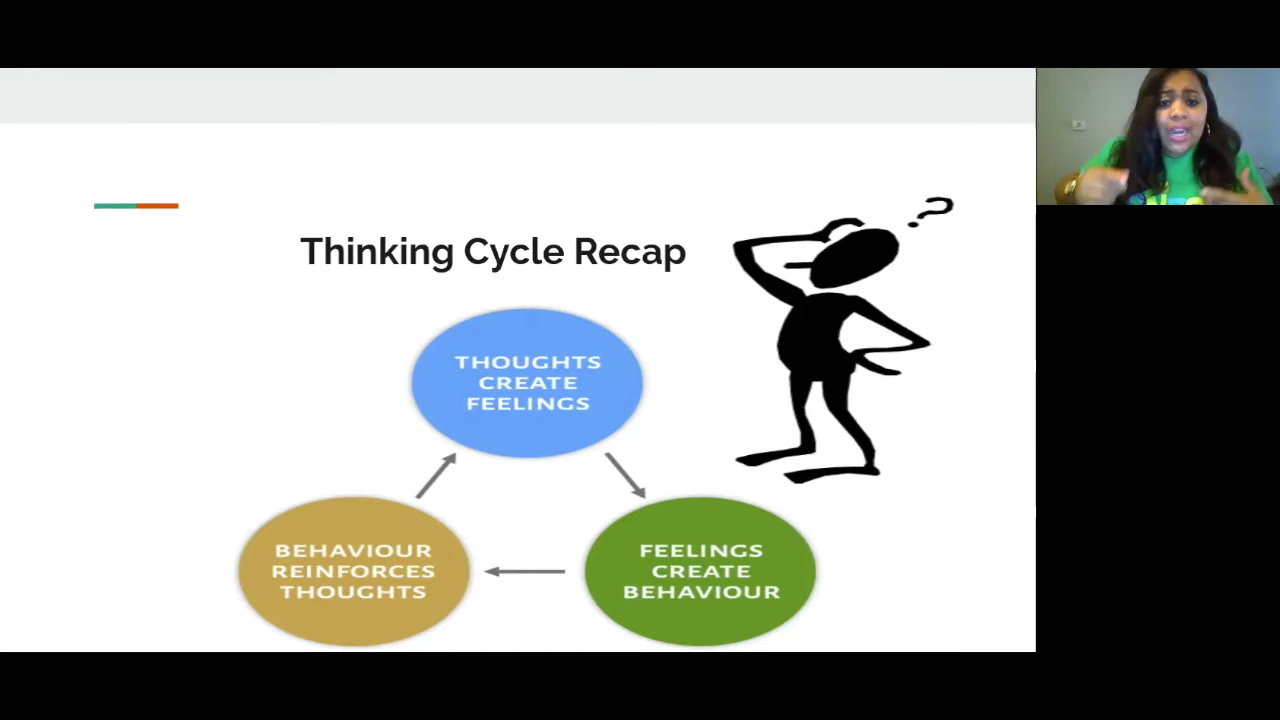 Thinking Cycle Recap
?
THOUGHTS
CREATE
FEELINGS
BEHAVIOUR
REINFORCES
THOUGHTS
FEELINGS
CREATE
BEHAVIOUR